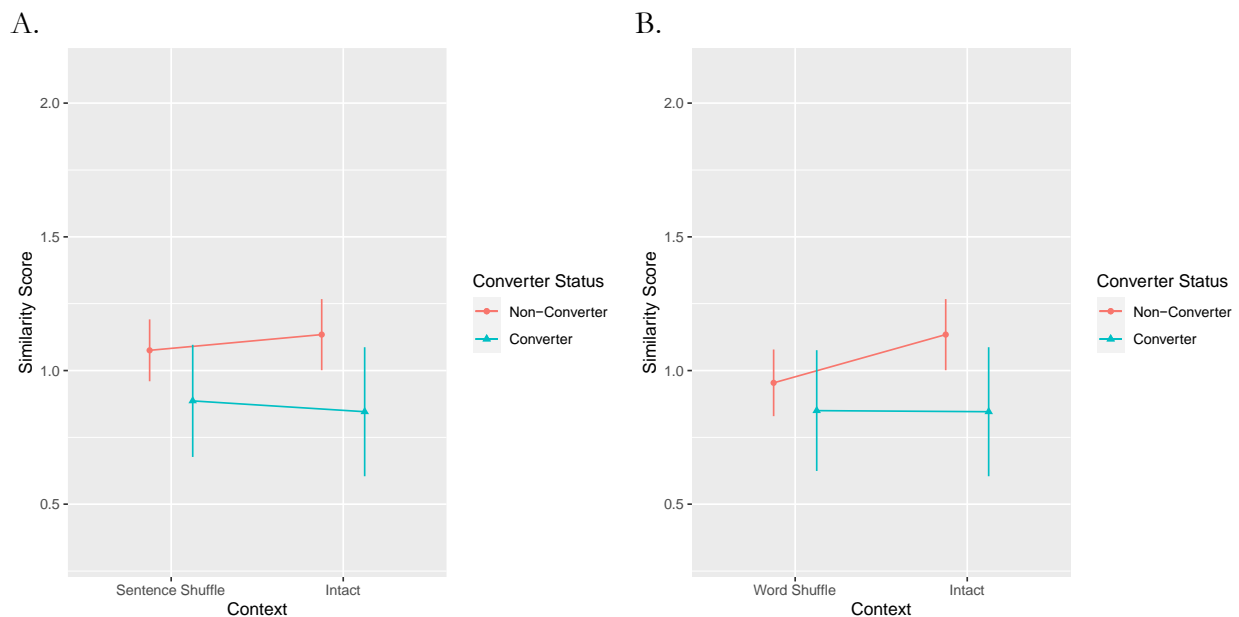 A.
2.0
1.5
1.0
0.5
Similarity Score
Sentence Shuffle
Intact
Context
Converter Status
Non-Converter
Converter
B.
2.0
1.5
1.0
0.5
Similarity Score
Word Shuffle
Intact
Context
Converter Status
Non-Converter
Converter